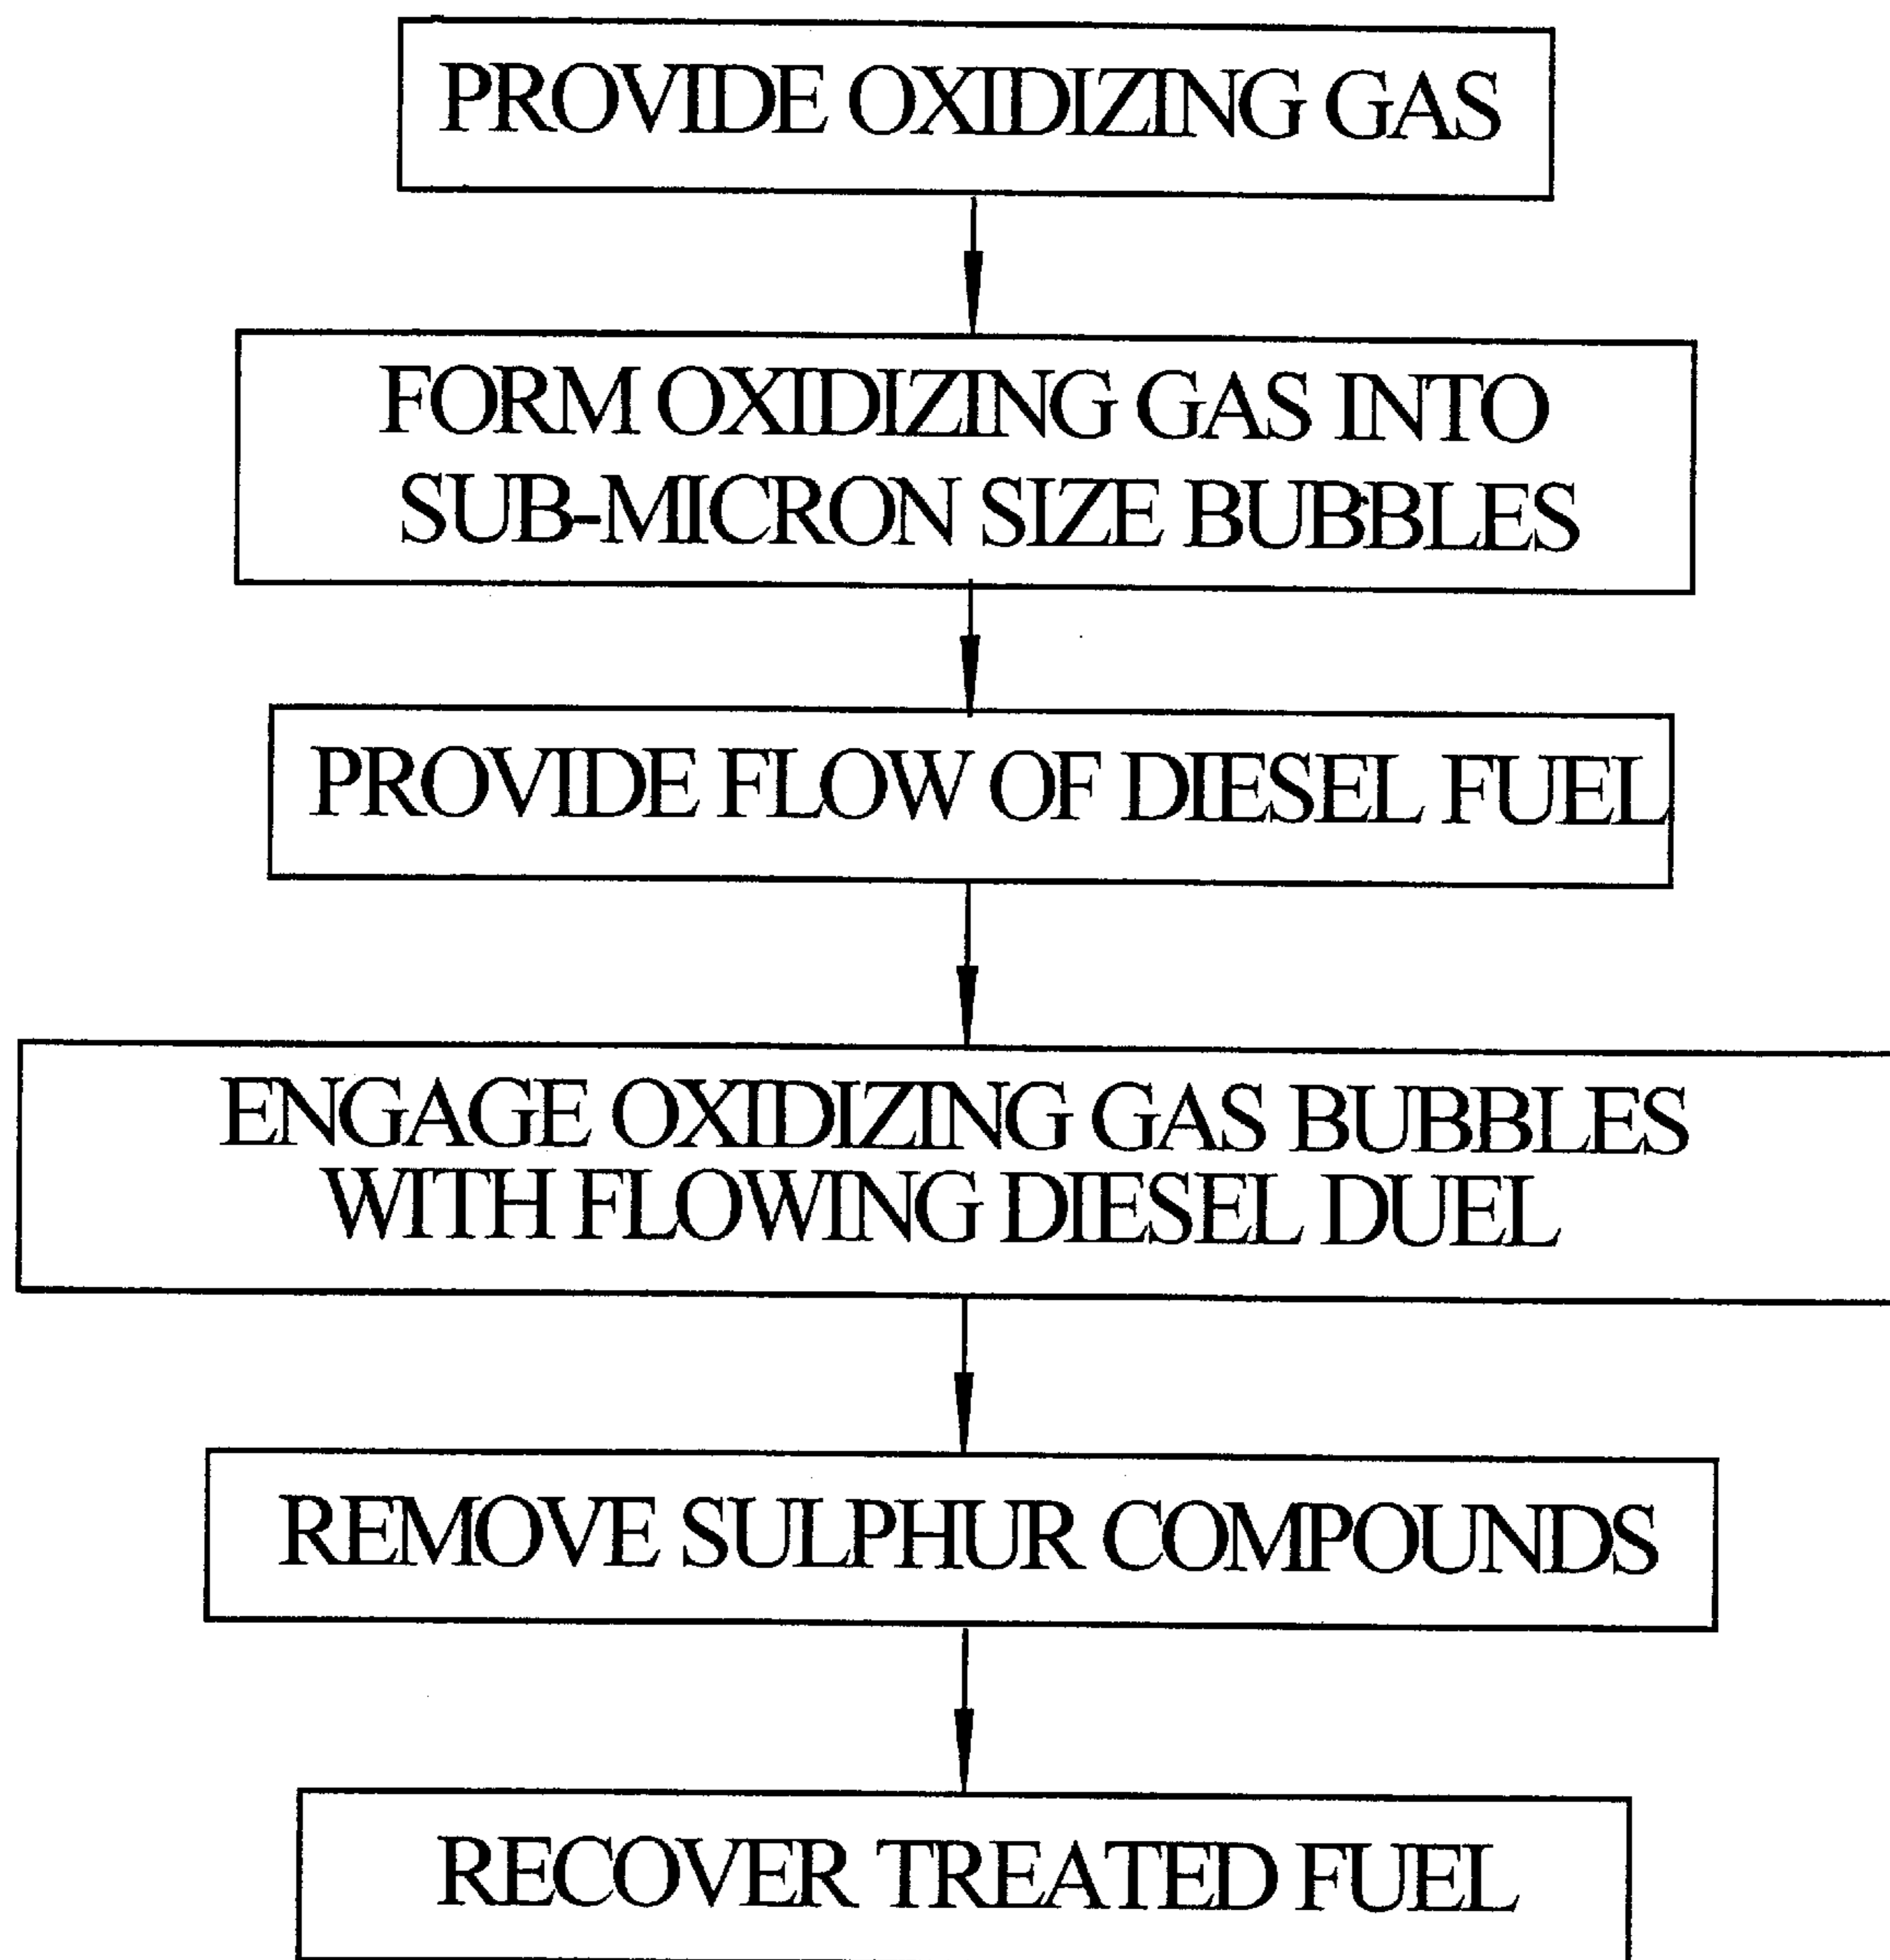 PROVIDE OXIDIZING GAS
FORM OXIDIZING GAS INTO
SUB-MICRON SIZE BUBBLES
PROVIDE FLOW OF DIESEL FUEL
ENGAGE OXIDIZING GAS BUBBLES
WITH FLOWING DIESEL DUEL
REMOVE SULPHUR COMPOUNDS
RECOVER TREATED FUEL